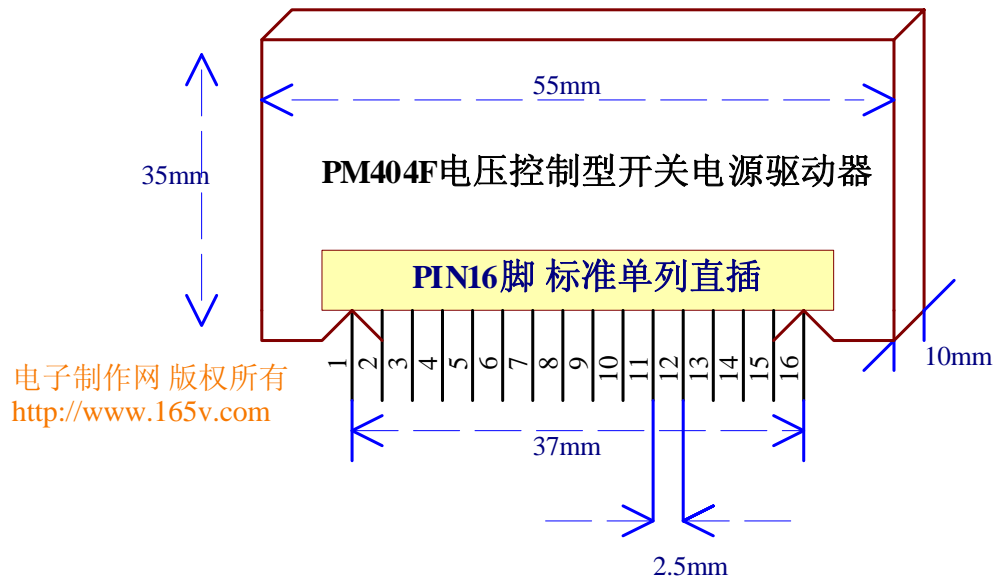 55mm
35mm
PM404F电压控制型开关电源驱动器
PIN16脚 标准单列直插
1 2 3 4 5 6 7 8 9 10 11 12 13 14 15 16
10mm
电子制作网 版权所有
http://www.165v.com
37mm
2.5mm